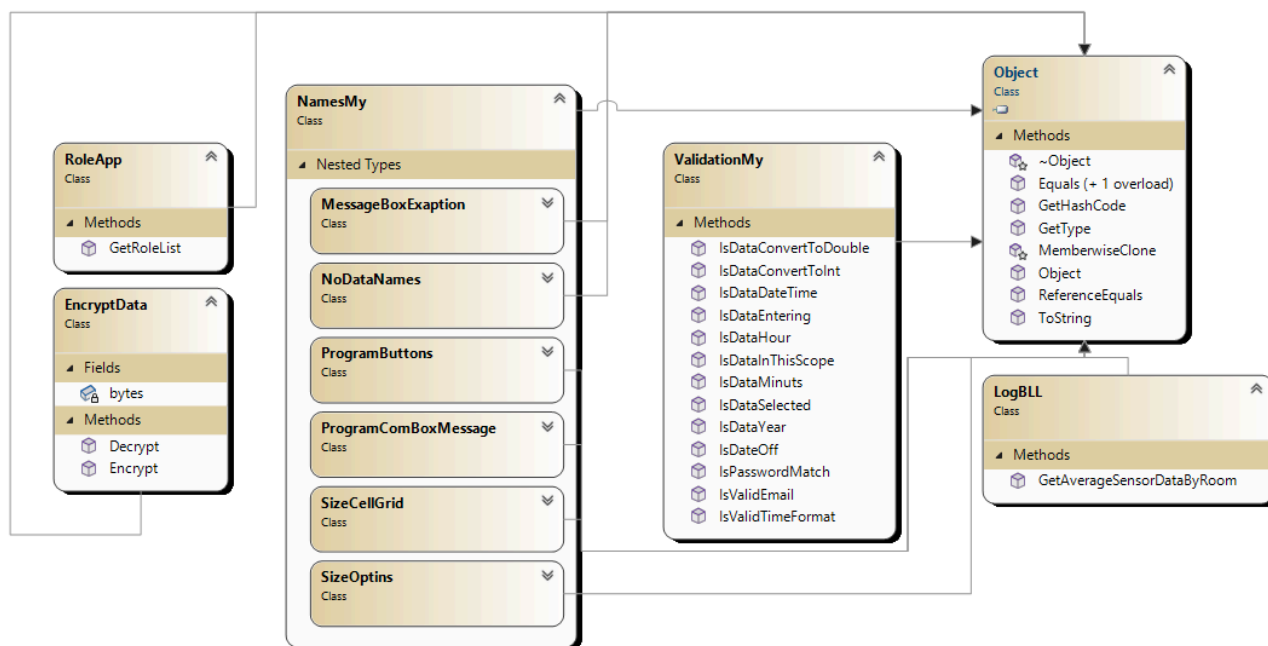 RoleApp
Class
Methods
GetRoleList
EncryptData
Class
Fields
bytes
Methods
Decrypt
Encrypt
NamesMy
Class
Nested Types
MessageBoxExaption
Class
NoDataNames
Class
ProgramButtons
Class
ProgramComBoxMessage
Class
SizeCellGrid
Class
SizeOptins
Class
ValidationMy
Class
Methods
IsDataConvertToDouble
IsDataConvertToInt
IsDataDateTime
IsDataEntering
IsDataHour
IsDataInThisScope
IsDataMinuts
IsDataSelected
IsDataYear
IsDateOff
IsPasswordMatch
IsValidEmail
IsValidTimeFormat
Object
Class
Methods
~Object
Equals (+ 1 overload)
GetHashCode
GetType
MemberwiseClone
Object
ReferenceEquals
ToString
LogBLL
Class
Methods
GetAverageSensorDataByRoom